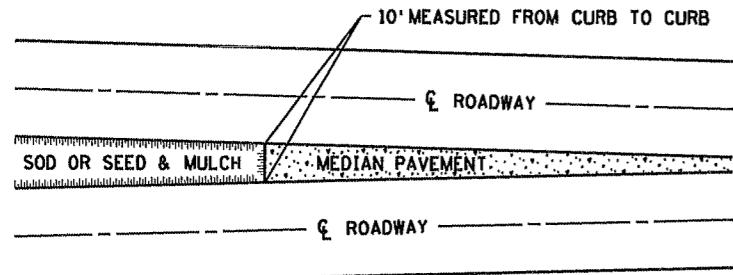 10' MEASURED FROM CURB TO CURB
℄ ROADWAY
SOD OR SEED & MULCH
MEDIAN PAVEMENT
℄ ROADWAY